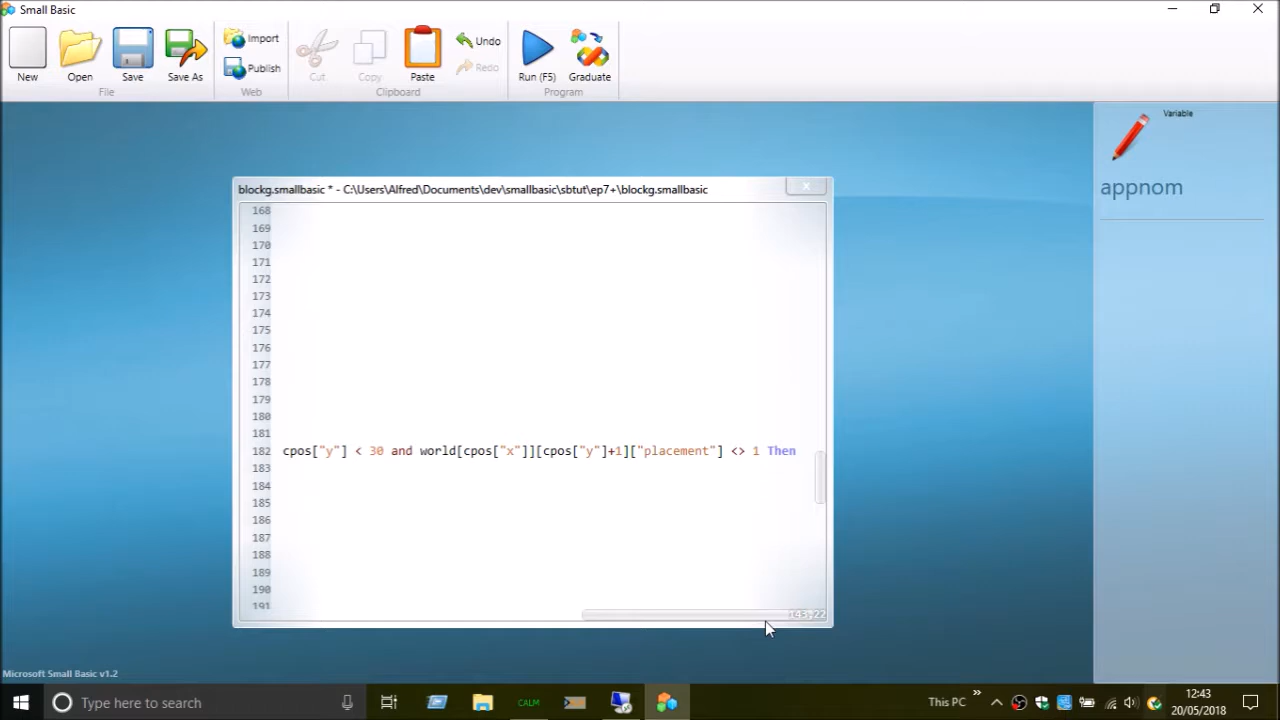 Small Basic
Import
Publish
Undo
Redo
New
Open
Save
Save As
Cut
Copy
Paste
Run (F5)
Graduate
File
Web
Clipboard
Program
Variable
appnom
blockg.smallbasic * - C:\Users\Alfred\Documents\dev\smallbasic\sbtut\ep7+\blockg.smallbasic
168
169
170
171
172
173
174
175
176
177
178
179
180
181
182 cpos["y"] < 30 and world[cpos["x"]][cpos["y"]+1]["placement"] <> 1 Then
183
184
185
186
187
188
189
190
191
143,22
Microsoft Small Basic v1.2
Type here to search
CALM
This PC
12:43
20/05/2018